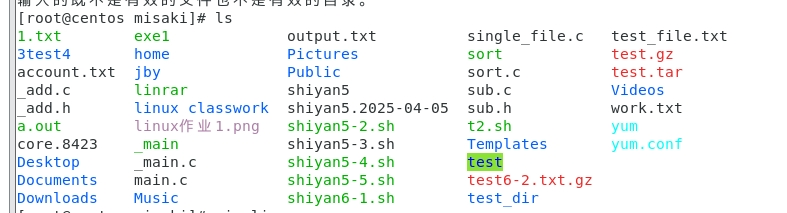 输入的既不是有效的文件也不是有效的目录。
[root@centos misaki]# ls
1.txt exe1 output.txt single_file.c test_file.txt
3test4 home Pictures sort test.gz
account.txt jby Public sort.c test.tar
_add.c linrar shiyan5 sub.c Videos
_add.h linux classwork shiyan5.2025-04-05 sub.h work.txt
a.out linux作业1.png shiyan5-2.sh t2.sh yum
core.8423 _main shiyan5-3.sh Templates yum.conf
Desktop _main.c shiyan5-4.sh test
Documents main.c shiyan5-5.sh test6-2.txt.gz
Downloads Music shiyan6-1.sh test_dir
[root@centos misaki]#